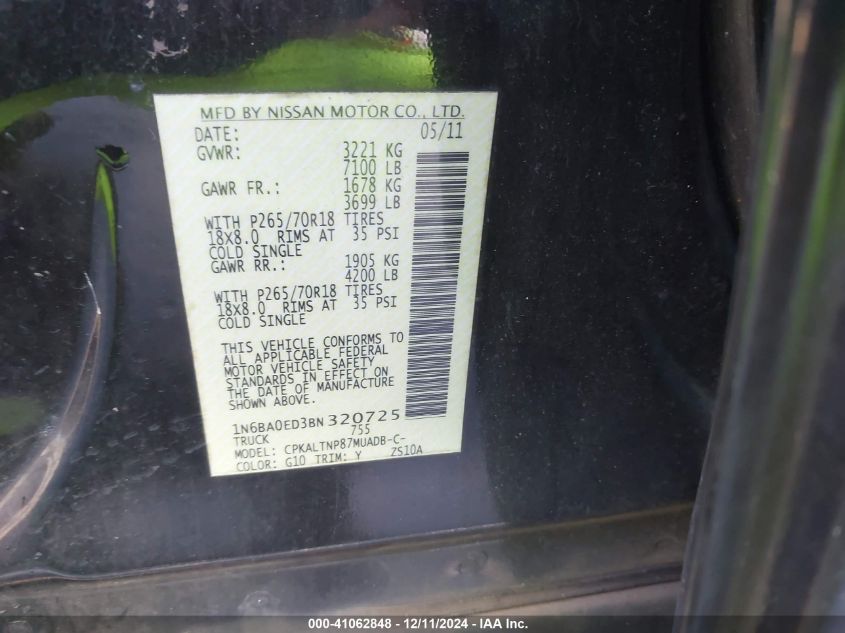 MFD BY NISSAN MOTOR CO., LTD.
DATE: 05/11
GVWR: 3221 KG
7100 LB
GAWR FR.: 1678 KG
3699 LB
WITH P265/70R18 TIRES
18X8.0 RIMS AT 35 PSI
COLD SINGLE
GAWR RR.: 1905 KG
4200 LB
WITH P265/70R18 TIRES
18X8.0 RIMS AT 35 PSI
COLD SINGLE
THIS VEHICLE CONFORMS TO
ALL APPLICABLE FEDERAL
MOTOR VEHICLE SAFETY
STANDARDS IN EFFECT ON
THE DATE OF MANUFACTURE
SHOWN ABOVE.
1N6BA0ED3BN320725
TRUCK 755
MODEL: CPKALTNP87MUADB-C-
COLOR: G10 TRIM: Y ZS10A
000-41062848 - 12/11/2024 - IAA Inc.